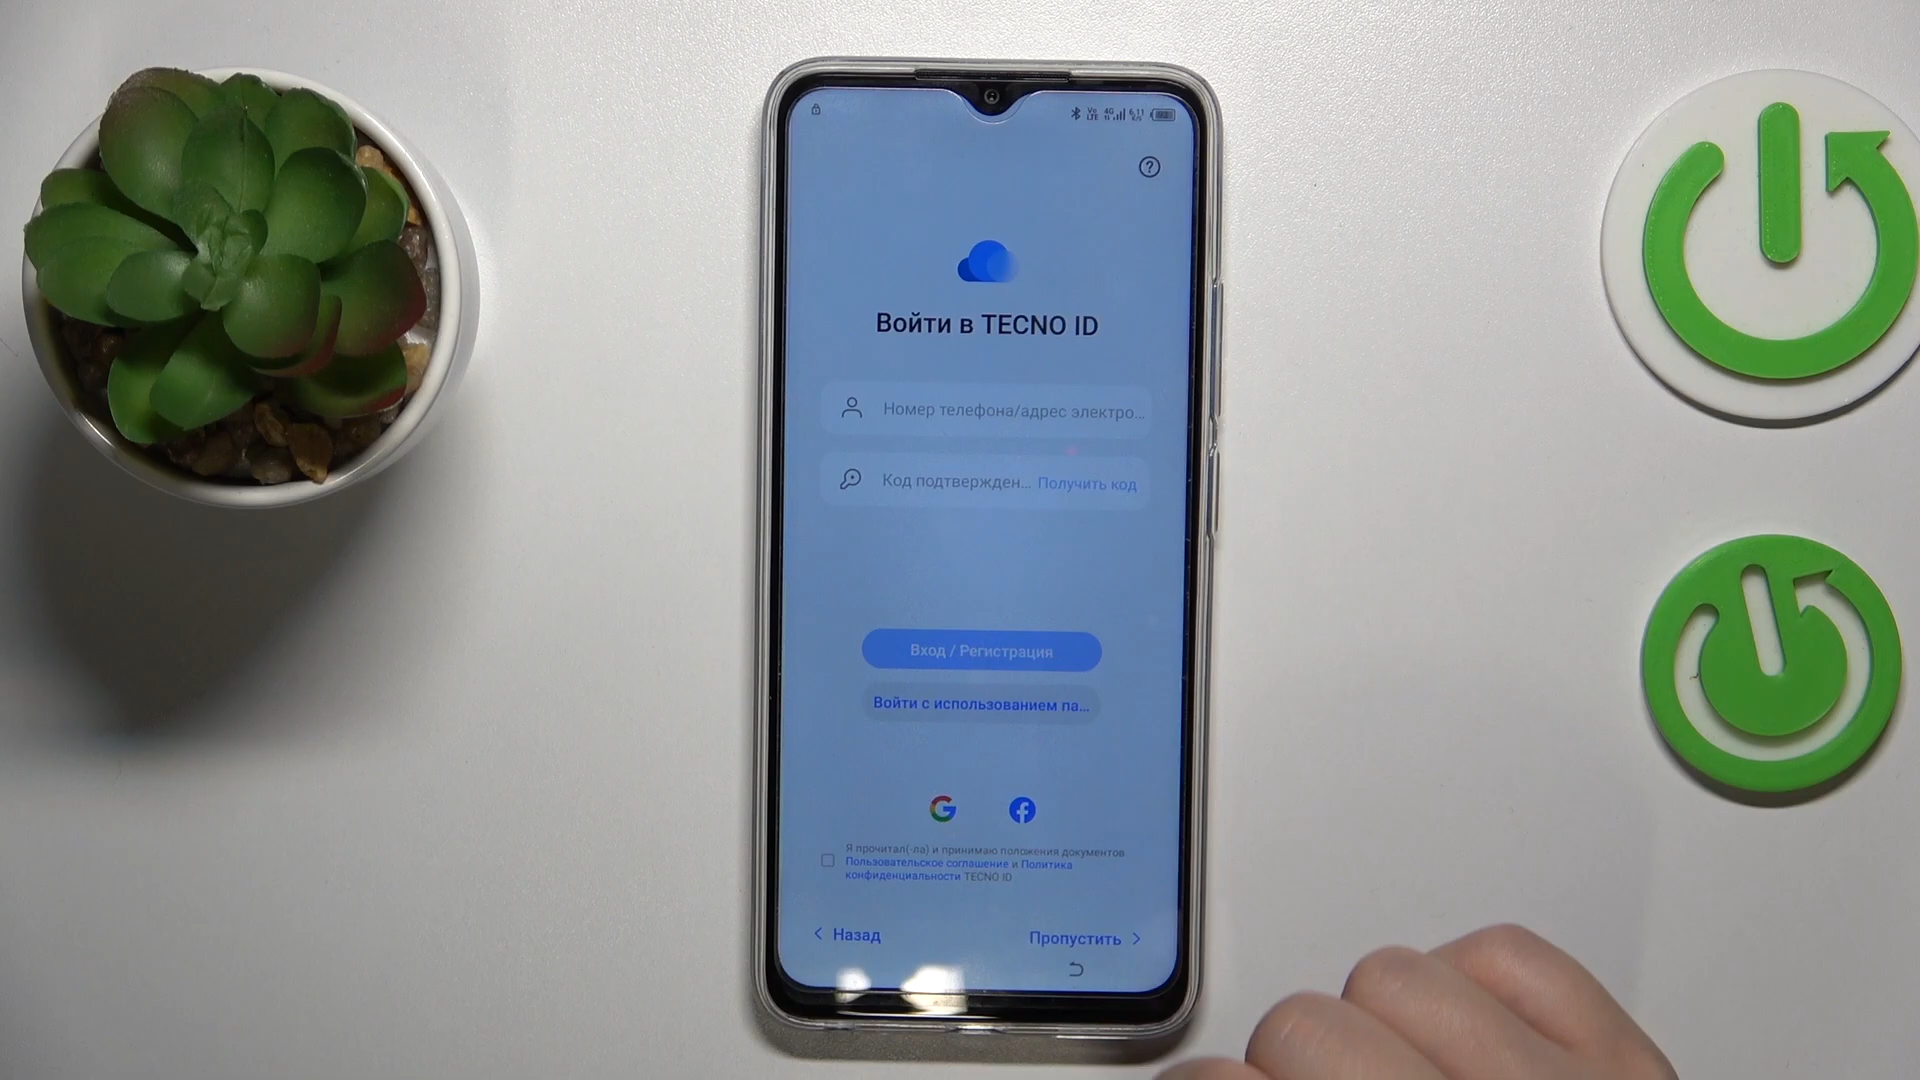 Войти в TECNO ID
Номер телефона/адрес электро...
Код подтвержден... Получить код
Вход / Регистрация
Войти с использованием па...
Я прочитал(-ла) и принимаю положения документов
Пользовательское соглашение и Политика
конфиденциальности TECNO ID
Назад
Пропустить